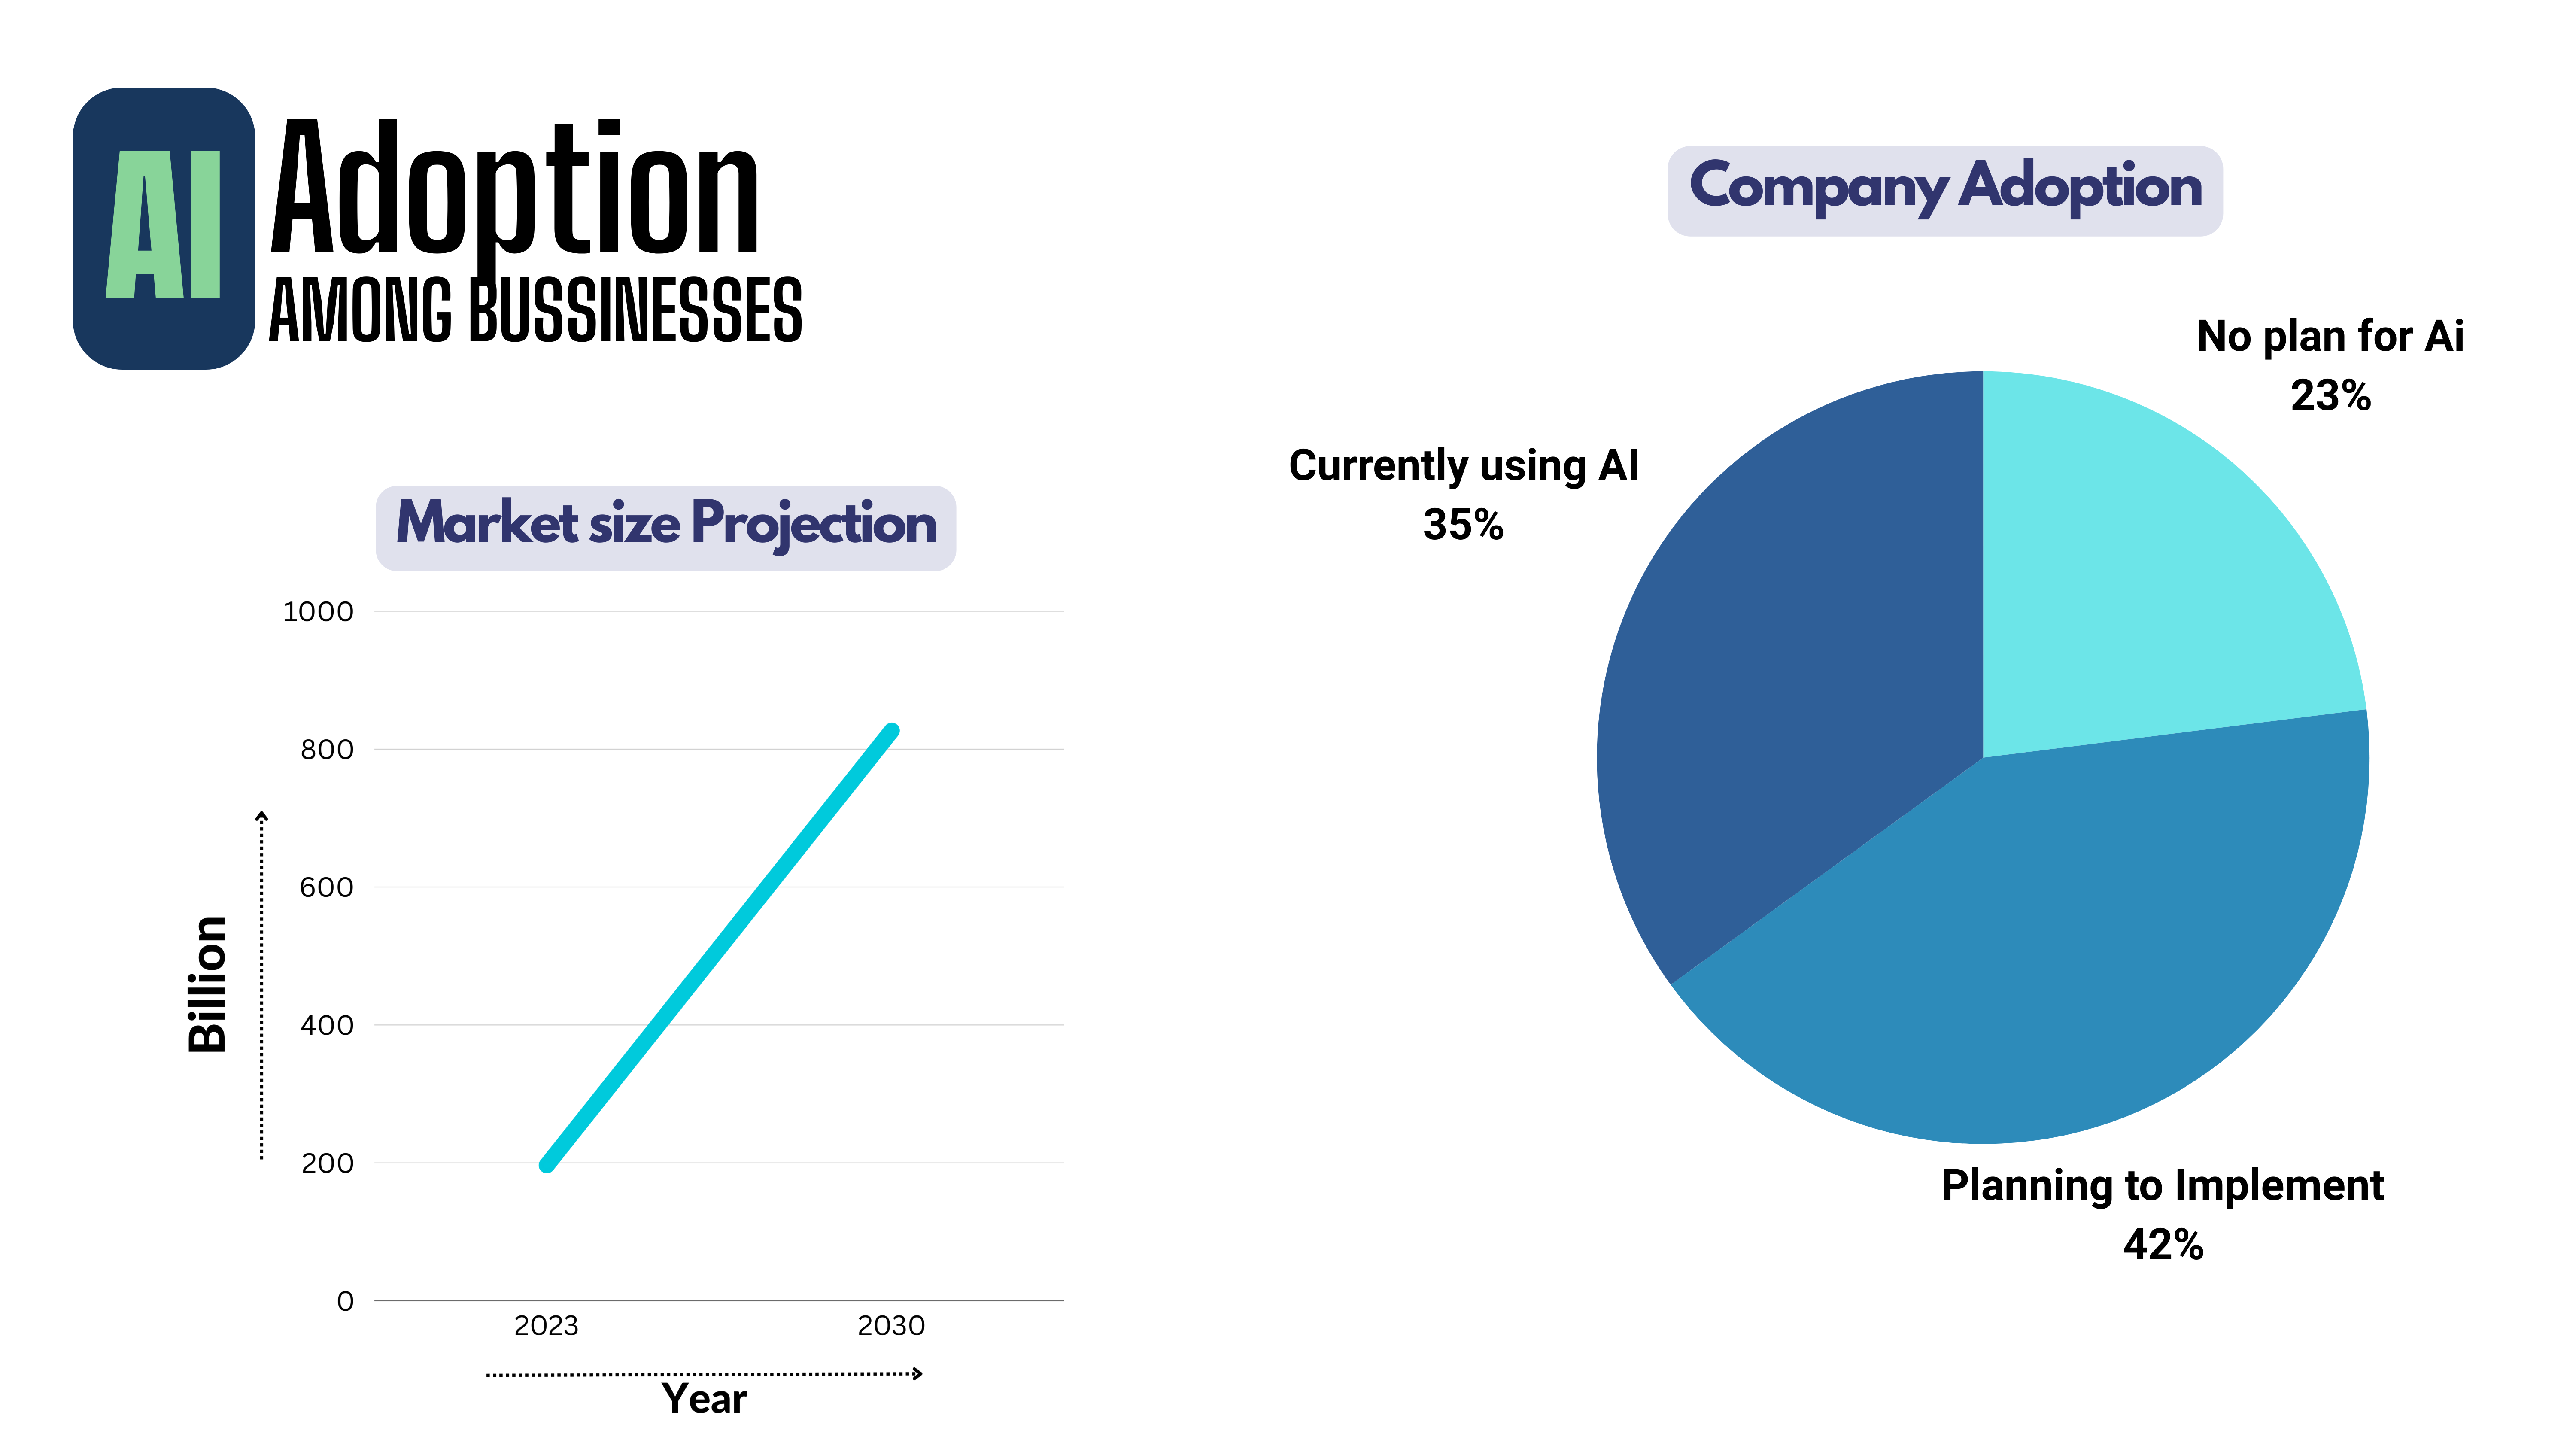 AI Adoption
AMONG BUSSINESSES
Market size Projection
1000
800
600
400
200
0
Billion
2023 2030
Year
Company Adoption
No plan for Ai
23%
Currently using AI
35%
Planning to Implement
42%